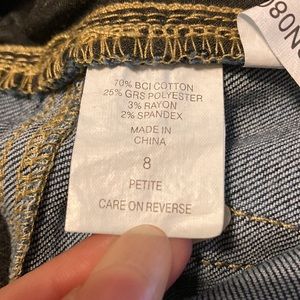 70% BCI COTTON
25% GRS POLYESTER
3% RAYON
2% SPANDEX
MADE IN
CHINA
8
PETITE
CARE ON REVERSE